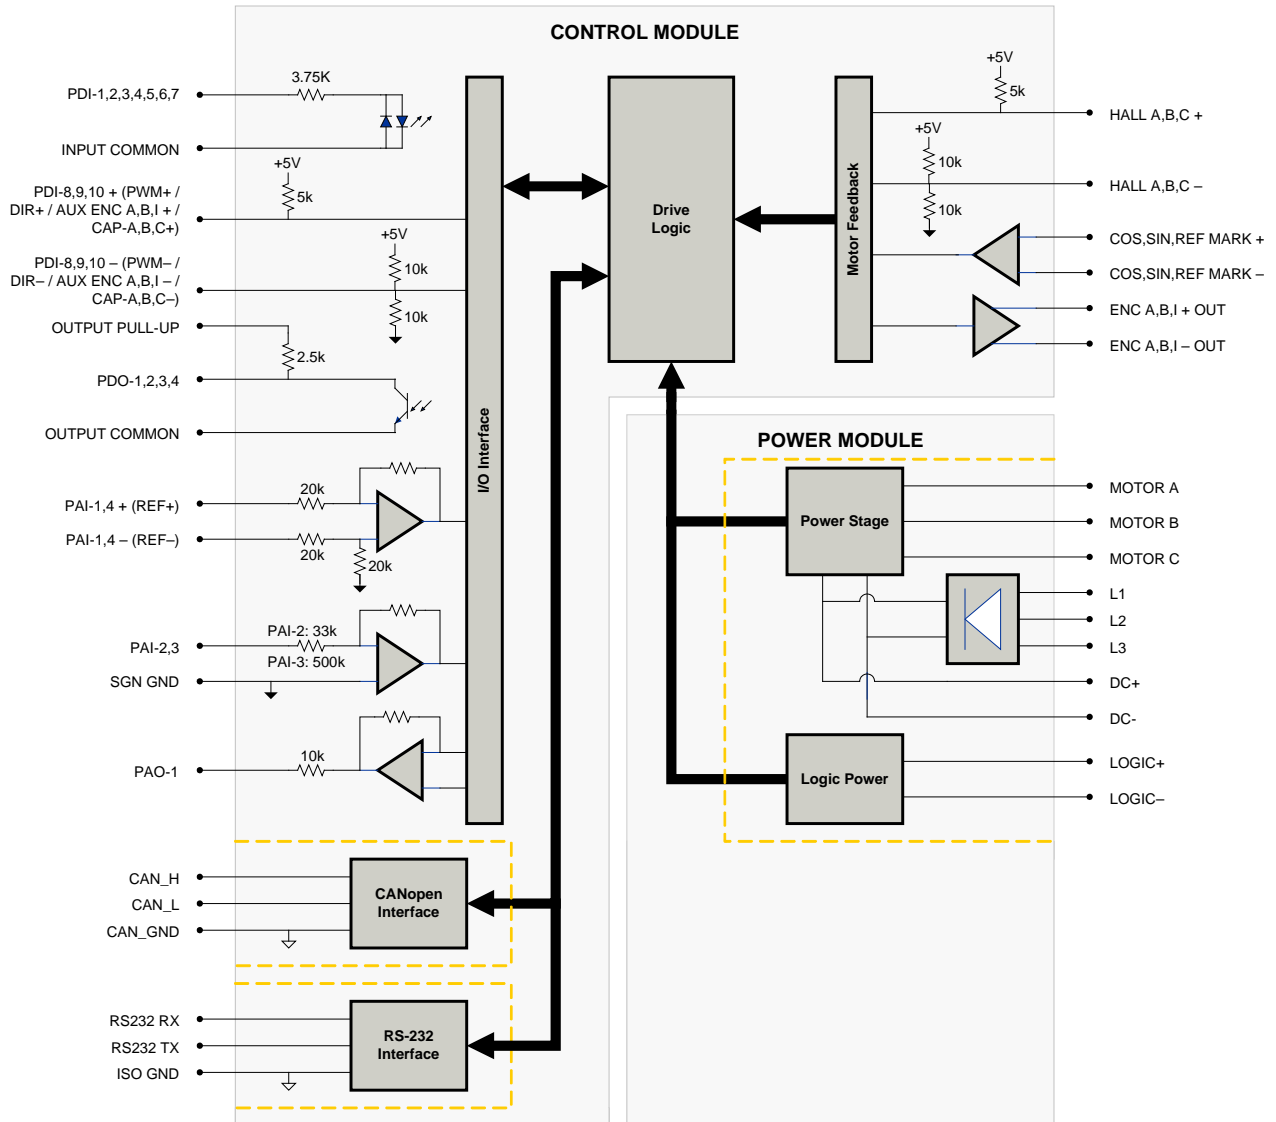 CONTROL MODULE
3.75K
PDI-1,2,3,4,5,6,7
INPUT COMMON
+5V
5k
PDI-8,9,10 + (PWM+ /
DIR+ / AUX ENC A,B,I + /
CAP-A,B,C+)
+5V
10k
10k
PDI-8,9,10 – (PWM– /
DIR– / AUX ENC A,B,I – /
CAP-A,B,C–)
OUTPUT PULL-UP
2.5k
PDO-1,2,3,4
OUTPUT COMMON
20k
PAI-1,4 + (REF+)
PAI-1,4 – (REF–)
20k
20k
PAI-2: 33k
PAI-2,3
PAI-3: 500k
SGN GND
10k
PAO-1
I/O Interface
CAN_H
CAN_L
CAN_GND
CANopen
Interface
RS232 RX
RS232 TX
ISO GND
RS-232
Interface
Drive
Logic
Motor Feedback
+5V
5k
HALL A,B,C +
+5V
10k
HALL A,B,C –
10k
COS,SIN,REF MARK +
COS,SIN,REF MARK –
ENC A,B,I + OUT
ENC A,B,I – OUT
POWER MODULE
Power Stage
MOTOR A
MOTOR B
MOTOR C
L1
L2
L3
DC+
DC-
Logic Power
LOGIC+
LOGIC–